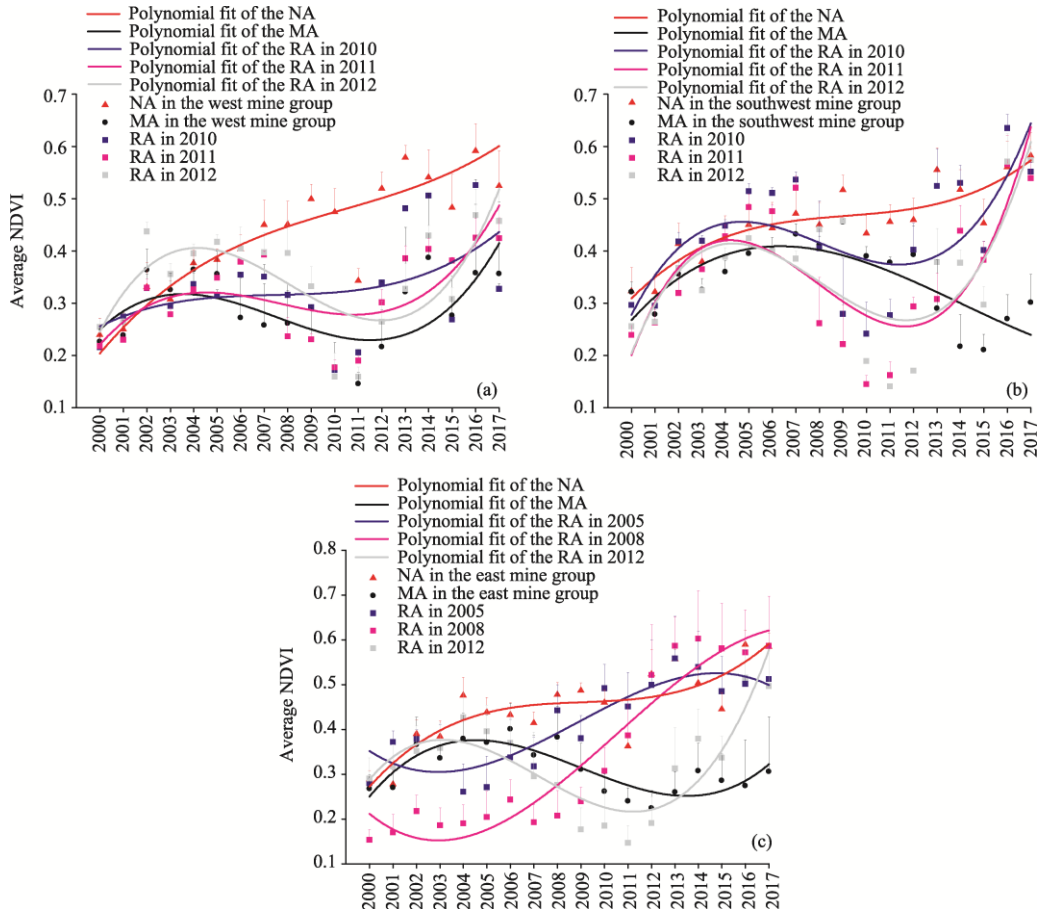 Polynomial fit of the NA
Polynomial fit of the MA
Polynomial fit of the RA in 2010
Polynomial fit of the RA in 2011
Polynomial fit of the RA in 2012
NA in the west mine group
MA in the west mine group
RA in 2010
RA in 2011
RA in 2012
Average NDVI
0.7
0.6
0.5
0.4
0.3
0.2
0.1
(a)
2000 2001 2002 2003 2004 2005 2006 2007 2008 2009 2010 2011 2012 2013 2014 2015 2016 2017
Polynomial fit of the NA
Polynomial fit of the MA
Polynomial fit of the RA in 2010
Polynomial fit of the RA in 2011
Polynomial fit of the RA in 2012
NA in the southwest mine group
MA in the southwest mine group
RA in 2010
RA in 2011
RA in 2012
Average NDVI
0.7
0.6
0.5
0.4
0.3
0.2
0.1
(b)
2000 2001 2002 2003 2004 2005 2006 2007 2008 2009 2010 2011 2012 2013 2014 2015 2016 2017
Polynomial fit of the NA
Polynomial fit of the MA
Polynomial fit of the RA in 2005
Polynomial fit of the RA in 2008
Polynomial fit of the RA in 2012
NA in the east mine group
MA in the east mine group
RA in 2005
RA in 2008
RA in 2012
Average NDVI
0.8
0.7
0.6
0.5
0.4
0.3
0.2
0.1
(c)
2000 2001 2002 2003 2004 2005 2006 2007 2008 2009 2010 2011 2012 2013 2014 2015 2016 2017